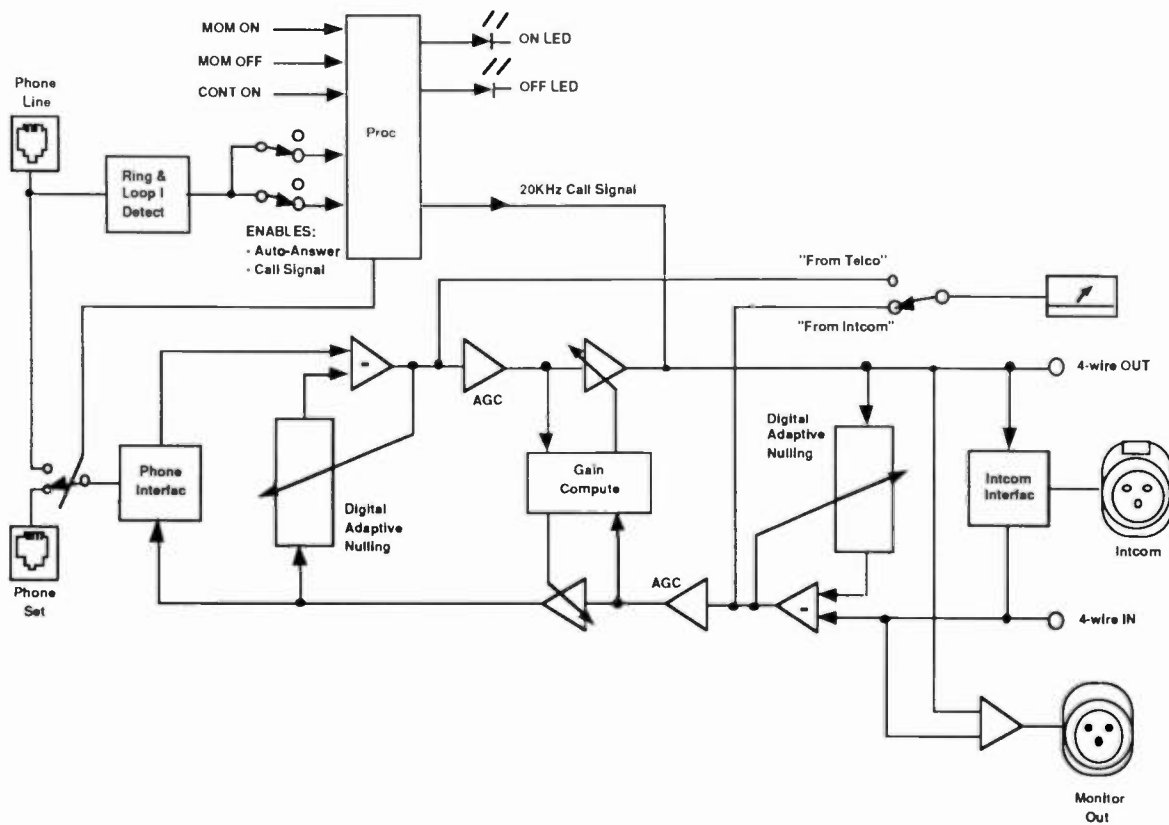 MOM ON
MOM OFF
CONT ON
ON LED
OFF LED
Phone
Line
Proc
Ring &
Loop I
Detect
20KHz Call Signal
ENABLES:
- Auto-Answer
- Call Signal
"From Telco"
"From Intcom"
-
AGC
4-wire OUT
Digital
Adaptive
Nulling
Phone
Interfac
Gain
Compute
Intcom
Interfac
Digital
Adaptive
Nulling
Intcom
Phone
Set
AGC
-
4-wire IN
Monitor
Out